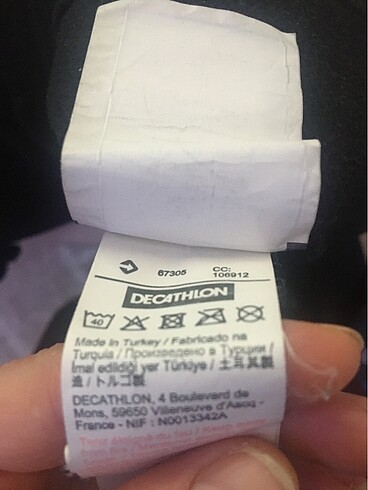 67305 CC:
106912
DECATHLON
40
Made in Turkey / Fabricado na
Turquia / Произведено в Турции /
İmal edildiği yer Türkiye / 土耳其製
造 / トルコ製
DECATHLON, 4 Boulevard de
Mons, 59650 Villeneuve d'Ascq -
France - NIF : N0013342A